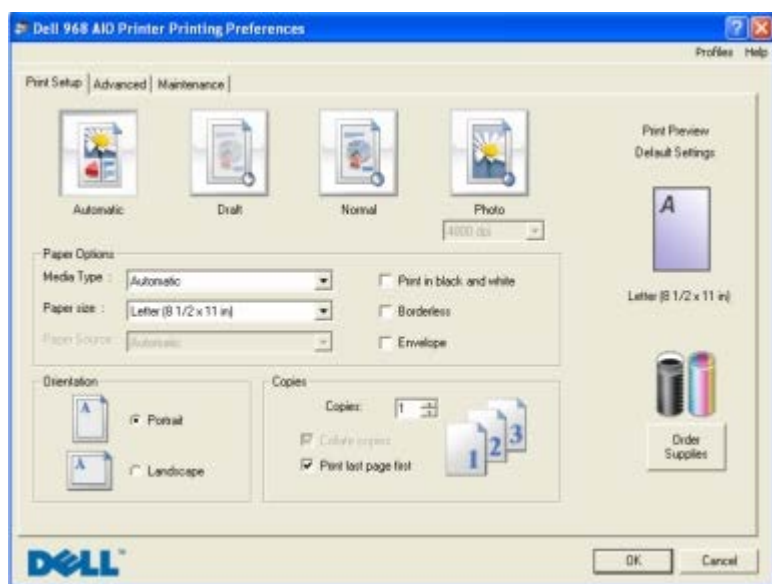 Dell 968 AIO Printer Printing Preferences
Profiles Help
Print Setup Advanced Maintenance
Automatic Draft Normal Photo
4800 dpi
Print Preview
Default Settings
A
Letter (8 1/2 x 11 in)
Paper Options
Media Type : Automatic
Paper size : Letter (8 1/2 x 11 in)
Paper Source: Automatic
Print in black and white
Borderless
Envelope
Orientation
A Portrait
A Landscape
Copies
Copies: 1
Collate copies
Print last page first
1 2 3
Order
Supplies
DELL
OK Cancel